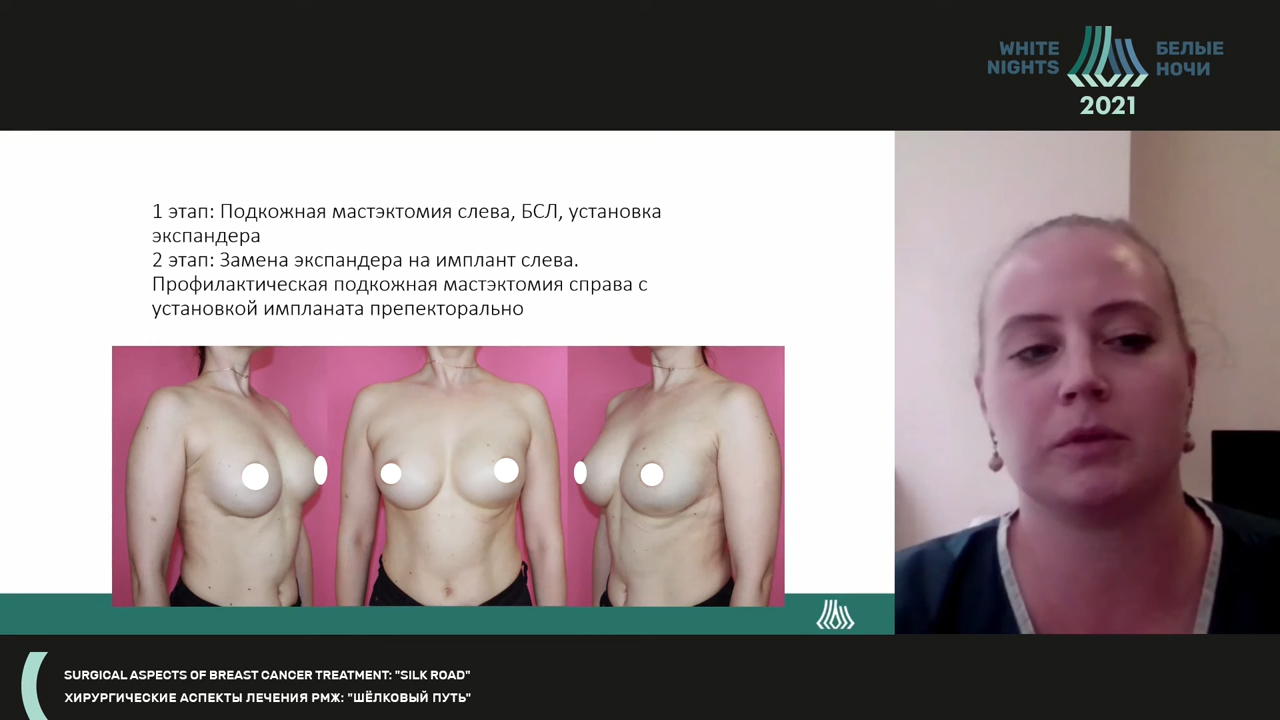 WHITE NIGHTS
БЕЛЫЕ НОЧИ
2021
1 этап: Подкожная мастэктомия слева, БСЛ, установка
экспандера
2 этап: Замена экспандера на имплант слева.
Профилактическая подкожная мастэктомия справа с
установкой импланата препекторально
SURGICAL ASPECTS OF BREAST CANCER TREATMENT: "SILK ROAD"
ХИРУРГИЧЕСКИЕ АСПЕКТЫ ЛЕЧЕНИЯ РМЖ: "ШЁЛКОВЫЙ ПУТЬ"